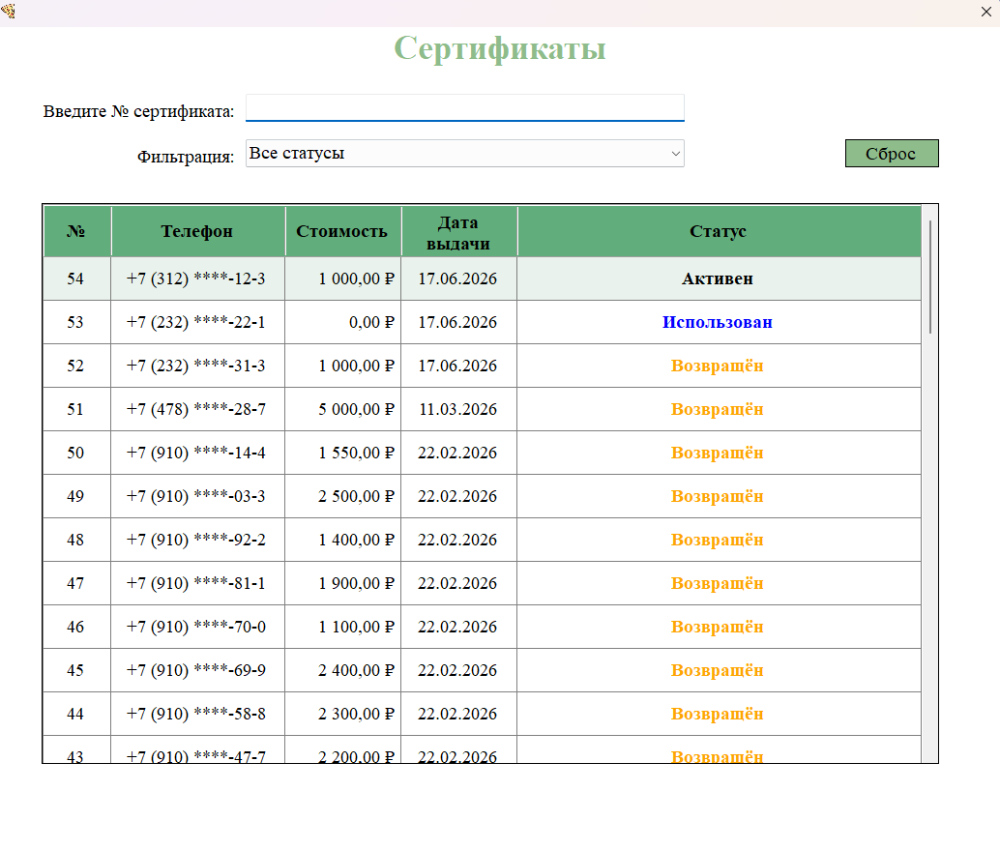 Сертификаты
Введите № сертификата:
Фильтрация: Все статусы Сброс
№ Телефон Стоимость Дата выдачи Статус
54 +7 (312) ****-12-3 1 000,00 ₽ 17.06.2026 Активен
53 +7 (232) ****-22-1 0,00 ₽ 17.06.2026 Использован
52 +7 (232) ****-31-3 1 000,00 ₽ 17.06.2026 Возвращён
51 +7 (478) ****-28-7 5 000,00 ₽ 11.03.2026 Возвращён
50 +7 (910) ****-14-4 1 550,00 ₽ 22.02.2026 Возвращён
49 +7 (910) ****-03-3 2 500,00 ₽ 22.02.2026 Возвращён
48 +7 (910) ****-92-2 1 400,00 ₽ 22.02.2026 Возвращён
47 +7 (910) ****-81-1 1 900,00 ₽ 22.02.2026 Возвращён
46 +7 (910) ****-70-0 1 100,00 ₽ 22.02.2026 Возвращён
45 +7 (910) ****-69-9 2 400,00 ₽ 22.02.2026 Возвращён
44 +7 (910) ****-58-8 2 300,00 ₽ 22.02.2026 Возвращён
43 +7 (910) ****-47-7 2 200,00 ₽ 22.02.2026 Возвращён